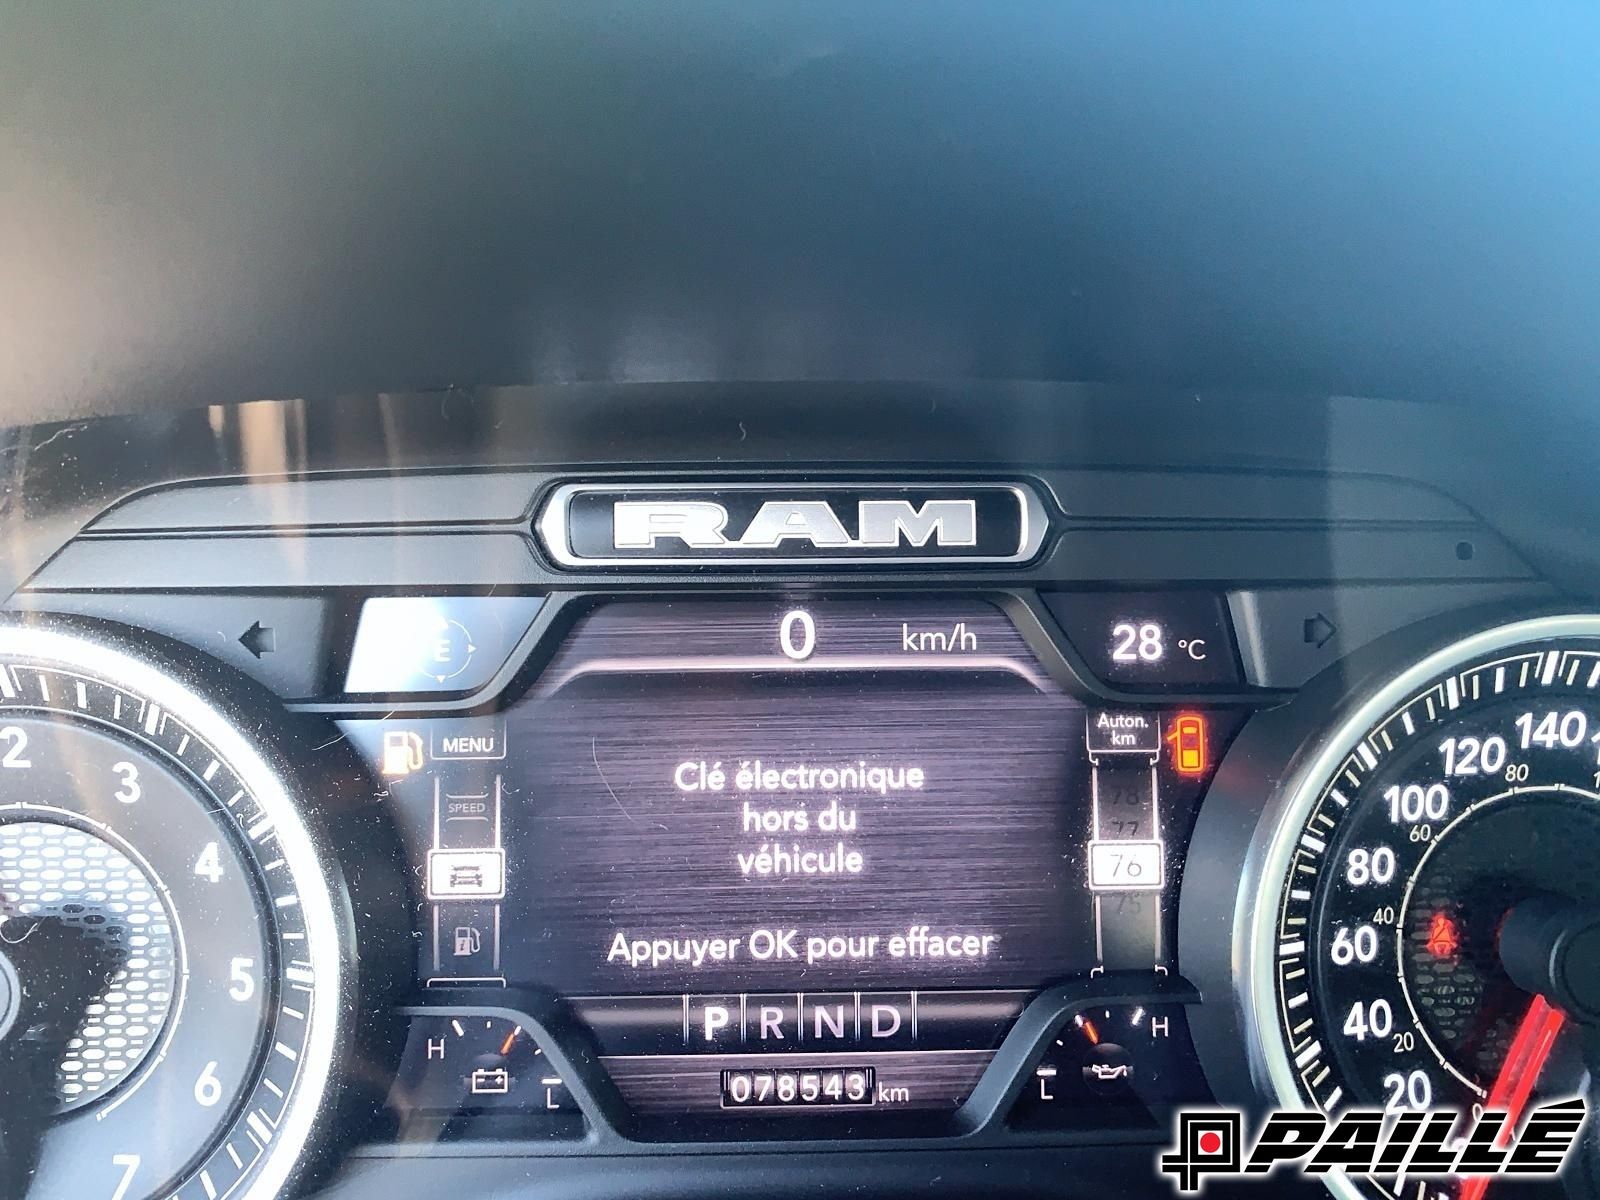 RAM
E
0 km/h
28 °C
MENU
SPEED
Auton.
km
78
77
76
75
Clé électronique
hors du
véhicule
Appuyer OK pour effacer
P R N D
078543 km
H
L
H
L
2
3
4
5
6
7
140
120
100
80
60
40
20
80
60
40
20
0
PAILLÉ